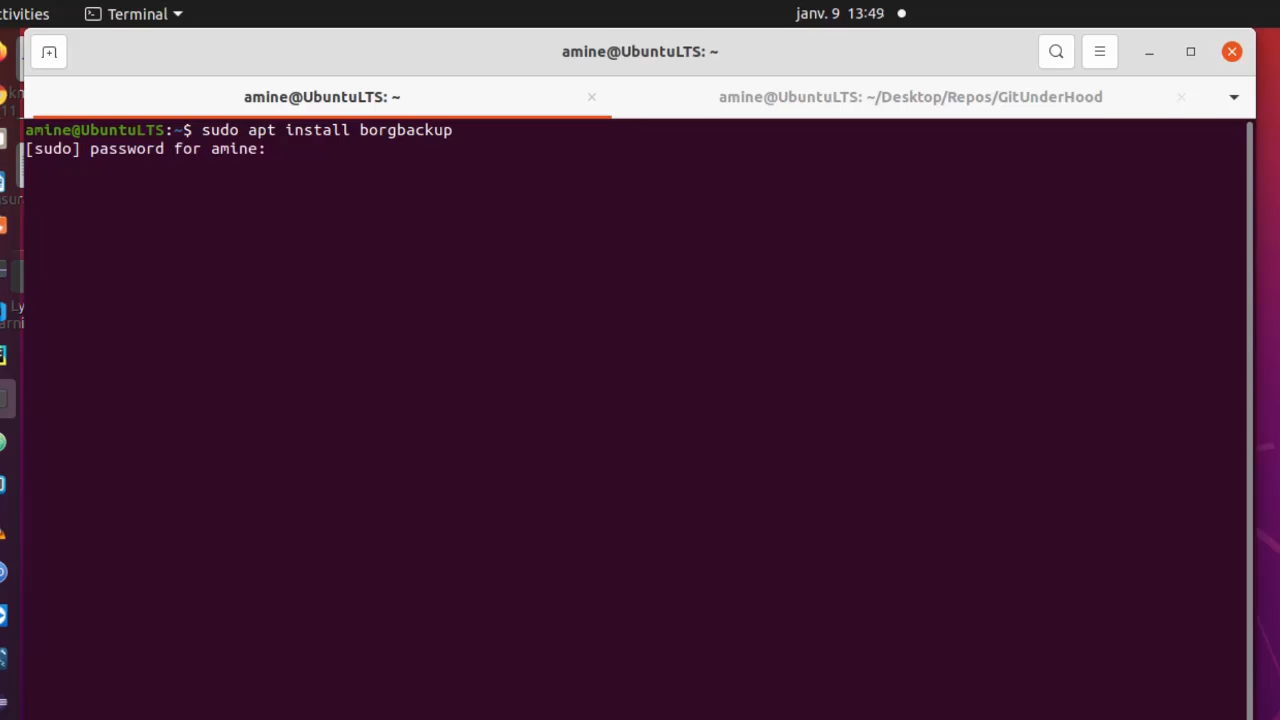 ctivities
Terminal
janv. 9 13:49
amine@UbuntuLTS: ~
amine@UbuntuLTS: ~
amine@UbuntuLTS: ~/Desktop/Repos/GitUnderHood
amine@UbuntuLTS:~$ sudo apt install borgbackup
[sudo] password for amine: